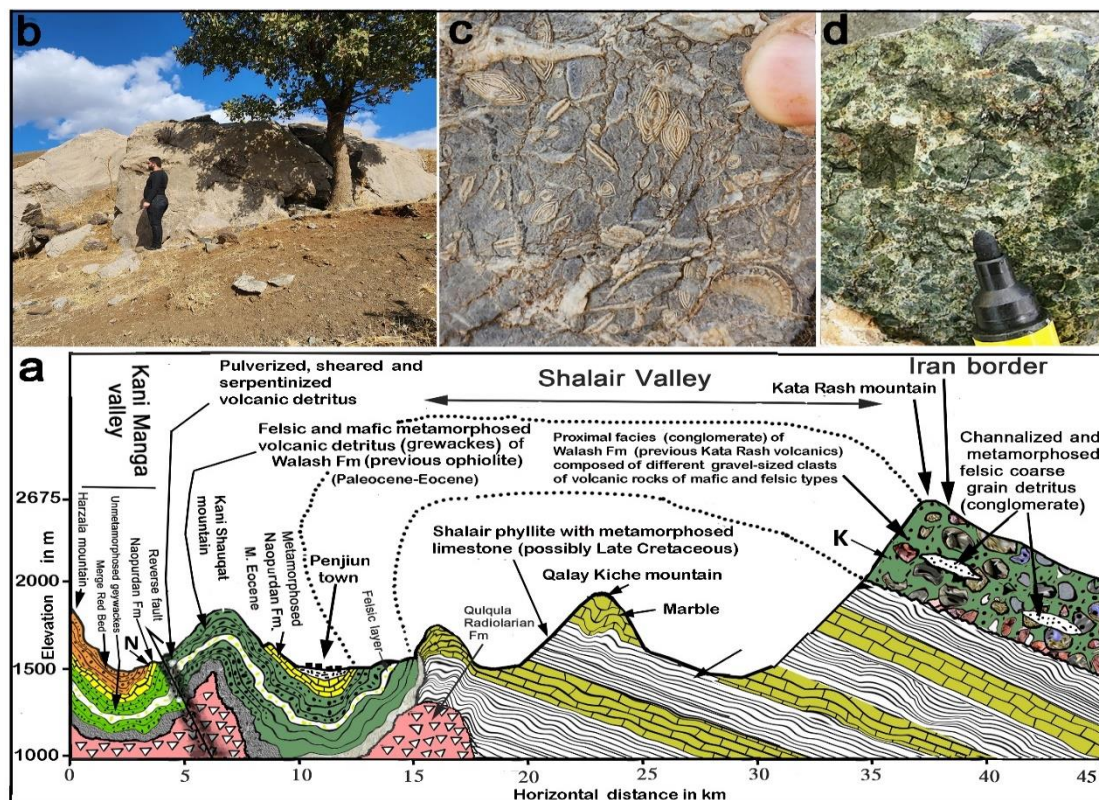 b
c
d
a
Kani Manga
valley
Pulverized, sheared and
serpentinized
volcanic detritus
Felsic and mafic metamorphosed
volcanic detritus (grewackes) of
Walash Fm (previous ophiolite)
(Paleocene-Eocene)
Shalair Valley
Proximal facies (conglomerate) of
Walash Fm (previous Kata Rash volcanics)
composed of different gravel-sized clasts
of volcanic rocks of mafic and felsic types
Kata Rash mountain
Iran border
Channalized and
metamorphosed
felsic coarse
grain detritus
(conglomerate)
Harzala mountain
Unmetamorphosed geywackes
Merge Red Bed
Naopurdan Fm
Reverse fault
N
Kani Shauqat
mountain
Metamorphosed
Naopurdan Fm.
M. Eocene
Penjiun
town
Felsic layer
Shalair phyllite with metamorphosed
limestone (possibly Late Cretaceous)
Qalay Kiche mountain
Marble
Qulqula
Radiolarian
Fm
K
Elevation in m
2675
2000
1500
1000
0
5
10
15
20
25
30
35
40
45
Horizontal distance in km